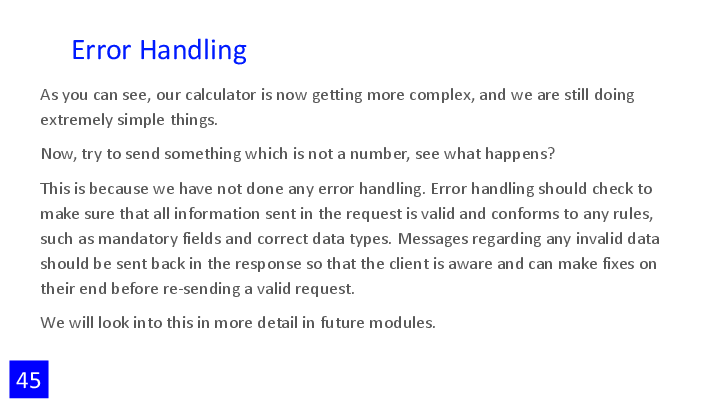 Error Handling
As you can see, our calculator is now getting more complex, and we are still doing
extremely simple things.
Now, try to send something which is not a number, see what happens?
This is because we have not done any error handling. Error handling should check to
make sure that all information sent in the request is valid and conforms to any rules,
such as mandatory fields and correct data types. Messages regarding any invalid data
should be sent back in the response so that the client is aware and can make fixes on
their end before re-sending a valid request.
We will look into this in more detail in future modules.
45